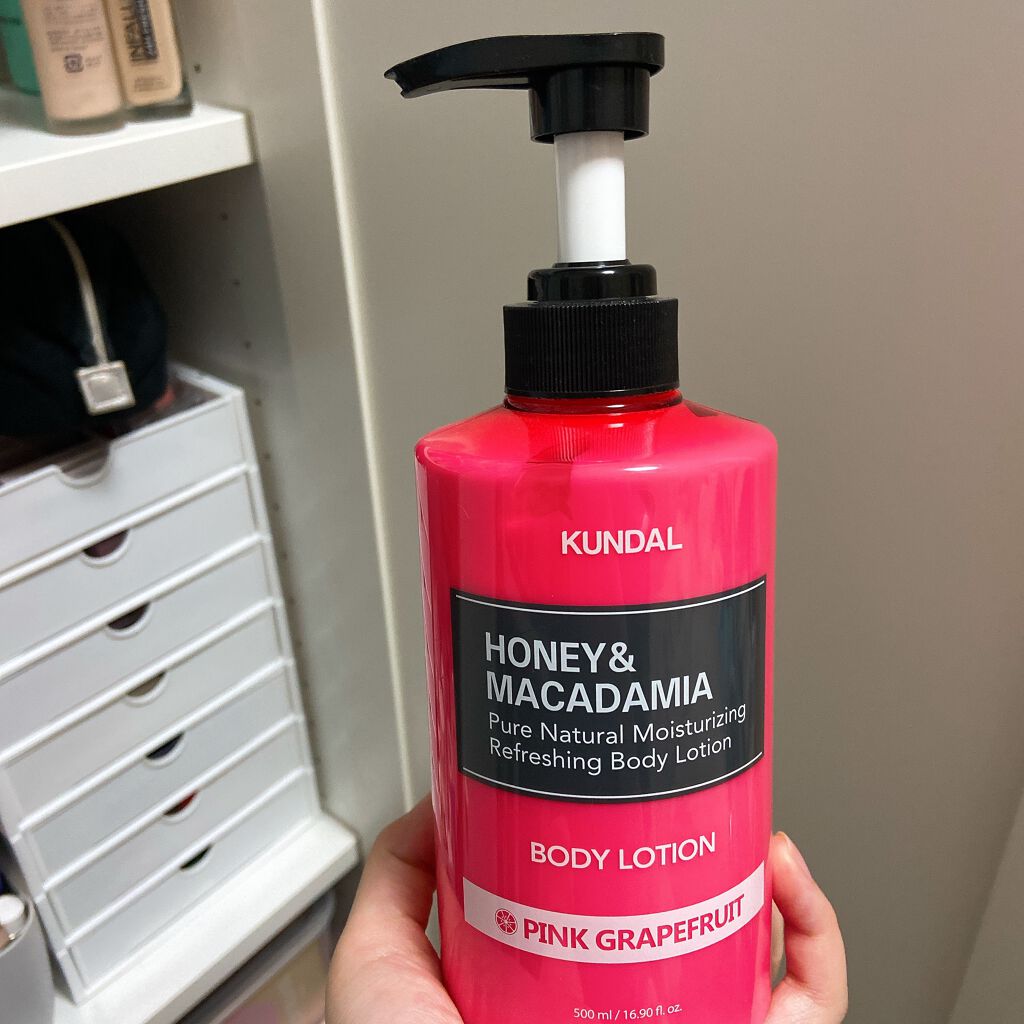 KUNDAL
HONEY&
MACADAMIA
Pure Natural Moisturizing
Refreshing Body Lotion
BODY LOTION
PINK GRAPEFRUIT
500 ml / 16.90 fl. oz.